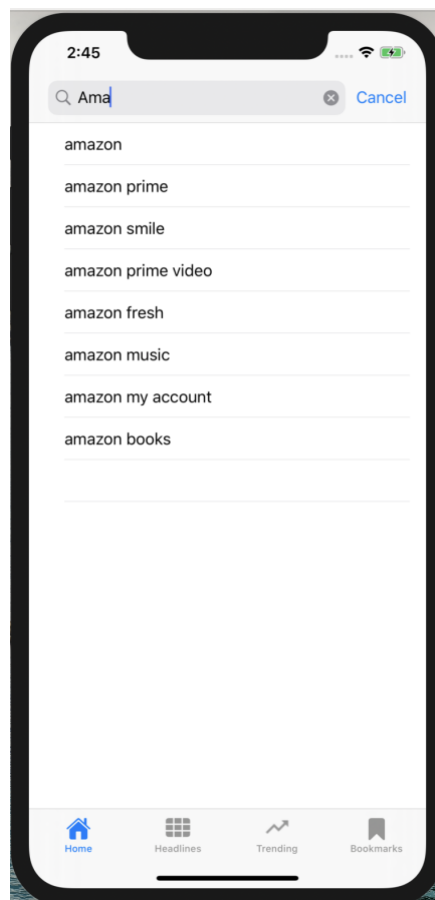 2:45
Ama
Cancel
amazon
amazon prime
amazon smile
amazon prime video
amazon fresh
amazon music
amazon my account
amazon books
Home Headlines Trending Bookmarks